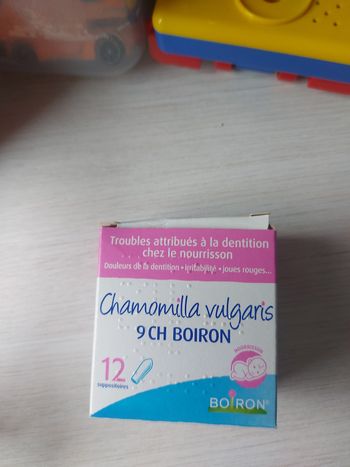 Troubles attribués à la dentition
chez le nourrisson
Douleurs de la dentition • Irritabilité • joues rouges...
Chamomilla vulgaris
9 CH BOIRON
12
suppositoires
NOURRISSON
BOIRON